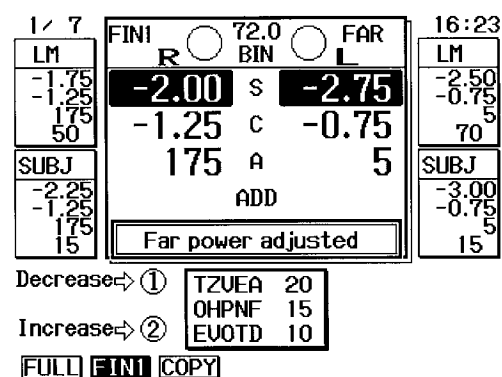 1/ 7
16:23
FIN1 R 72.0 BIN FAR L
-2.00 S -2.75
-1.25 C -0.75
175 A 5
ADD
Far power adjusted
LM
-1.75
-1.25
175
50
SUBJ
-2.25
-1.25
175
15
LM
-2.50
-0.75
5
70
SUBJ
-3.00
-0.75
5
15
Decrease⇨ ①
Increase⇨ ②
TZVEA 20
OHPNF 15
EVOTD 10
FULL FIN1 COPY